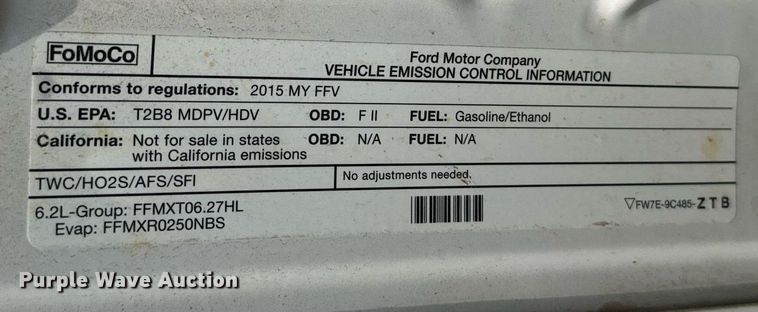 FoMoCo
Ford Motor Company
VEHICLE EMISSION CONTROL INFORMATION
Conforms to regulations: 2015 MY FFV
U.S. EPA: T2B8 MDPV/HDV OBD: F II FUEL: Gasoline/Ethanol
California: Not for sale in states OBD: N/A FUEL: N/A
with California emissions
TWC/HO2S/AFS/SFI
No adjustments needed.
6.2L-Group: FFMXT06.27HL
Evap: FFMXR0250NBS
▽FW7E-9C485-ZTB
Purple Wave Auction